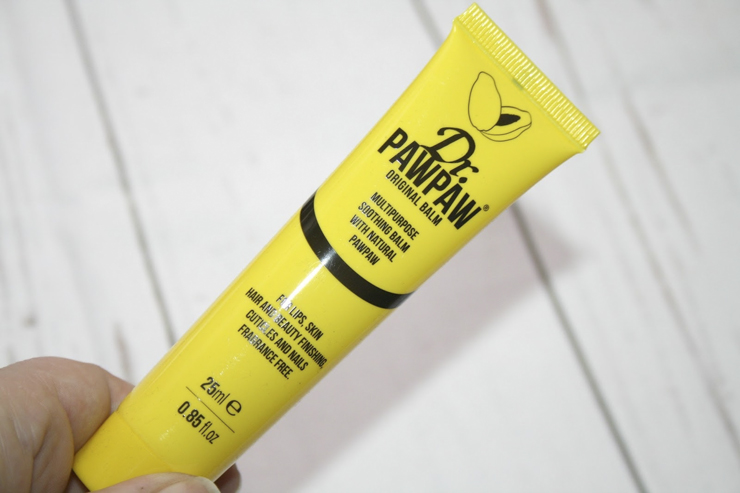 Dr.
PAWPAW®
ORIGINAL BALM
MULTIPURPOSE
SOOTHING BALM
WITH NATURAL
PAWPAW
FOR LIPS, SKIN
HAIR AND BEAUTY FINISHING,
CUTICLES AND NAILS
FRAGRANCE FREE.
25ml ℮
0.85 fl.oz